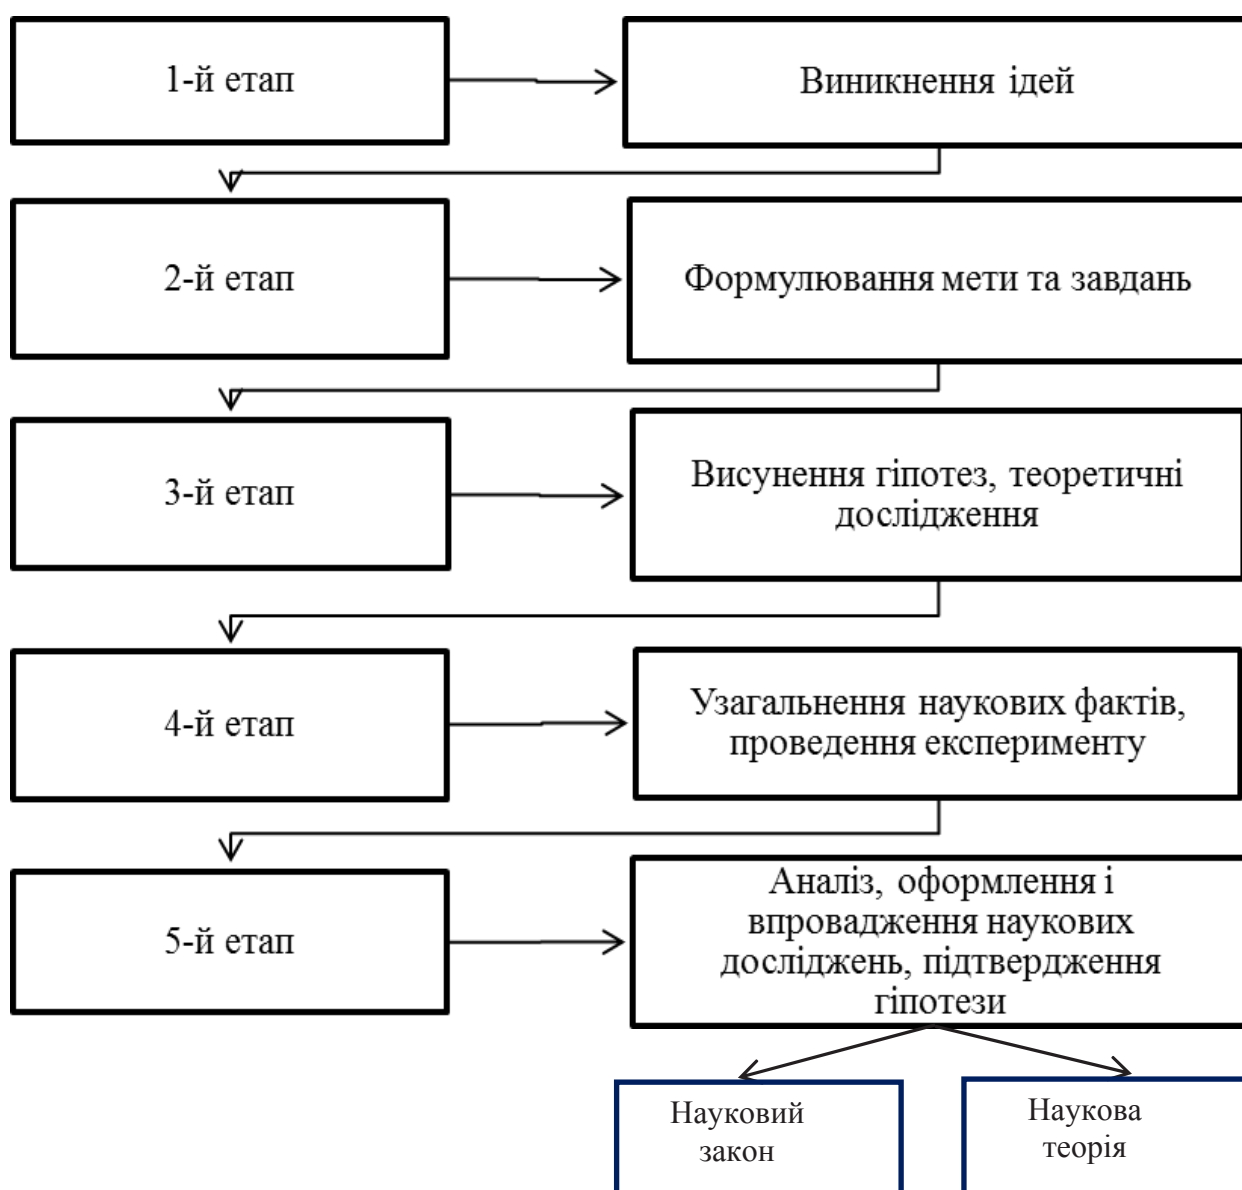 1-й етап
Виникнення ідей
2-й етап
Формулювання мети та завдань
3-й етап
Висунення гіпотез, теоретичні
дослідження
4-й етап
Узагальнення наукових фактів,
проведення експерименту
5-й етап
Аналіз, оформлення і
впровадження наукових
досліджень, підтвердження
гіпотези
Науковий
закон
Наукова
теорія